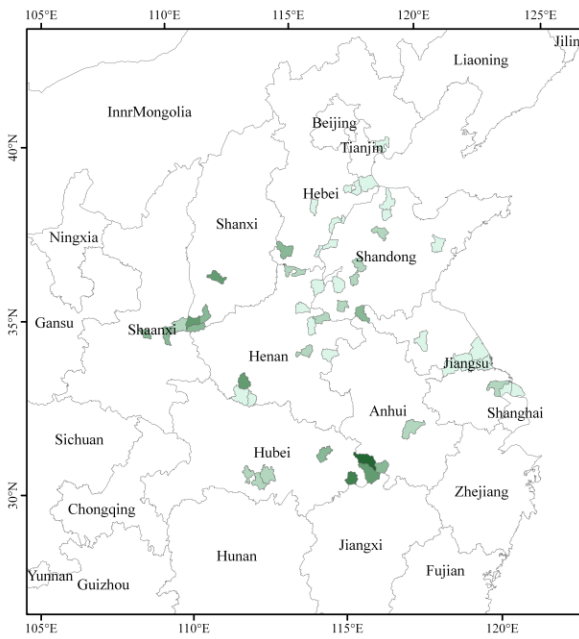 105°E 110°E 115°E 120°E 125°E
Jilin
Liaoning
InnrMongolia
Beijing
40°N
Tianjin
Hebei
Shanxi
Ningxia
Shandong
35°N
Gansu
Shaanxi
Henan
Jiangsu
Anhui
Shanghai
Sichuan
Hubei
30°N
Zhejiang
Chongqing
Hunan
Jiangxi
Yunnan
Guizhou
Fujian
105°E 110°E 115°E 120°E